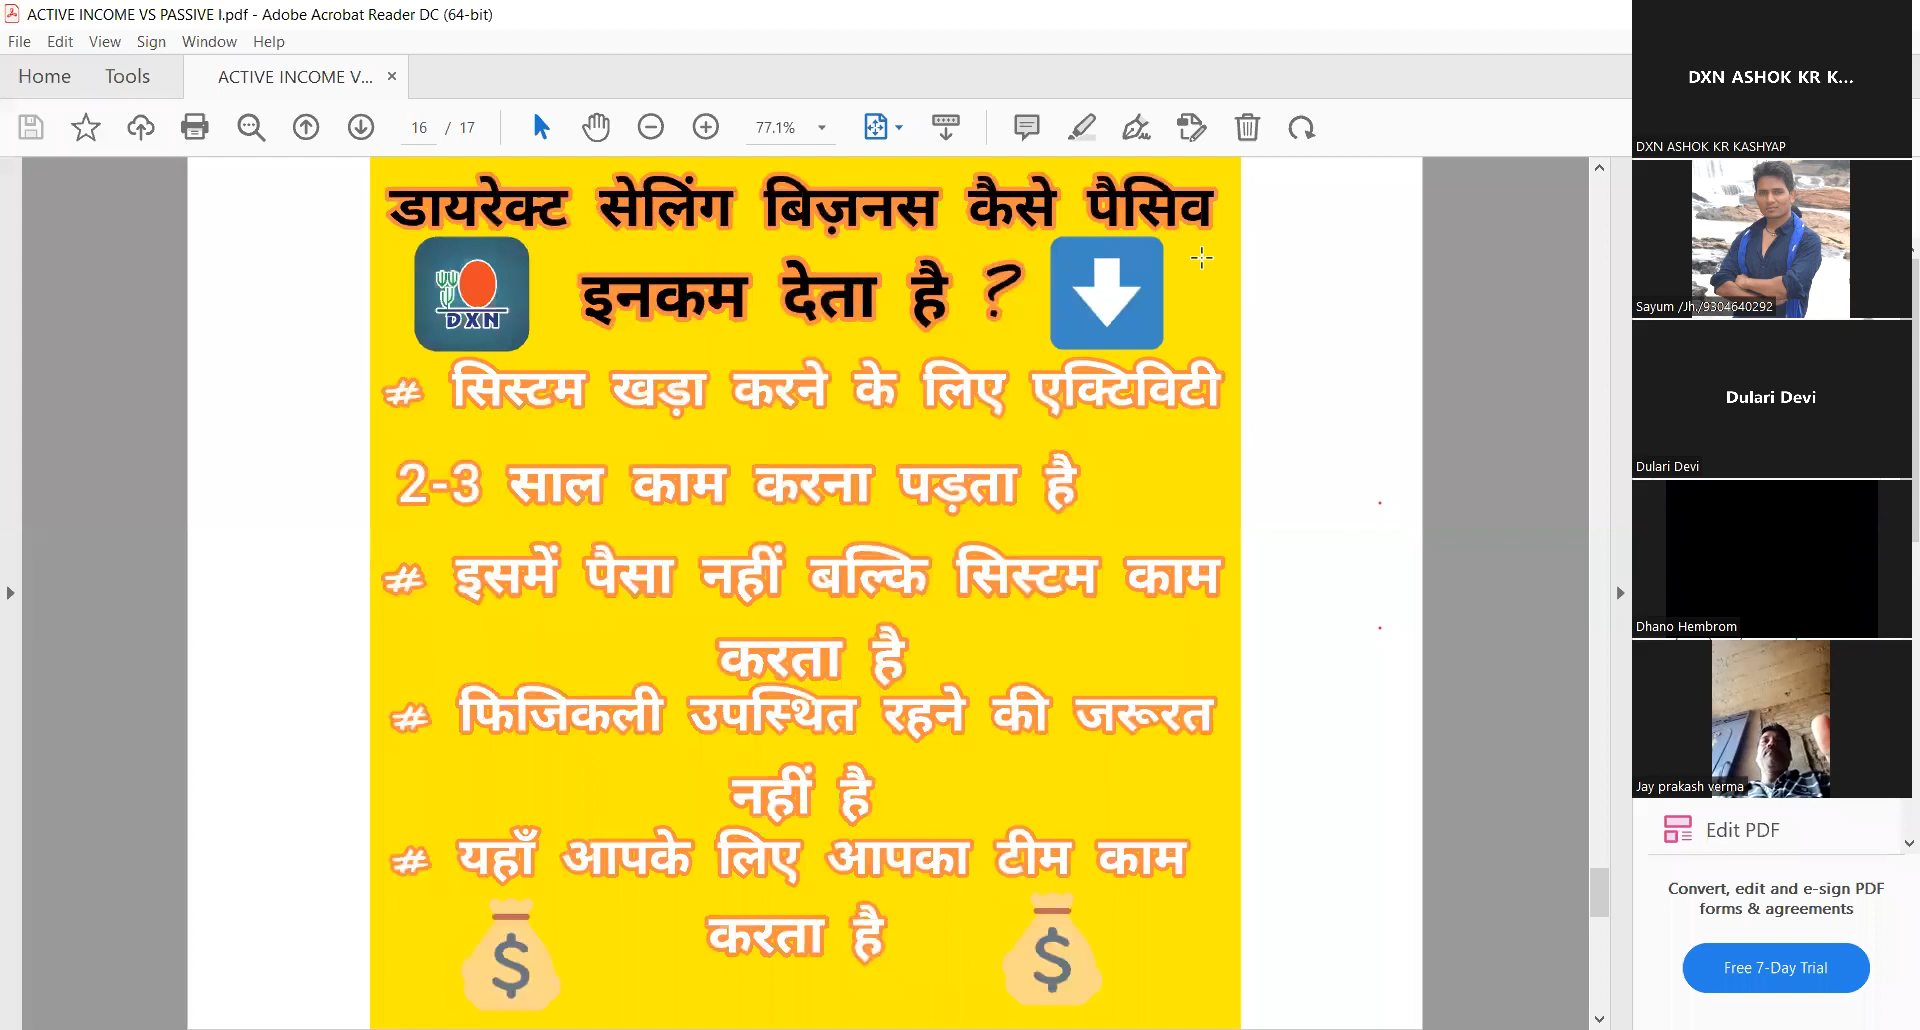 ACTIVE INCOME VS PASSIVE I.pdf - Adobe Acrobat Reader DC (64-bit)
File Edit View Sign Window Help
Home Tools ACTIVE INCOME V... ×
16 / 17 77.1%
डायरेक्ट सेलिंग बिज़नस कैसे पैसिव
DXN
इनकम देता है ?
# सिस्टम खड़ा करने के लिए एक्टिविटी
2-3 साल काम करना पड़ता है
# इसमें पैसा नहीं बल्कि सिस्टम काम
करता है
# फिजिकली उपस्थित रहने की जरूरत
नहीं है
# यहाँ आपके लिए आपका टीम काम
करता है
$ $
DXN ASHOK KR K...
DXN ASHOK KR KASHYAP
Sayum /Jh./9304640292
Dulari Devi
Dulari Devi
Dhano Hembrom
Jay prakash verma
Edit PDF
Convert, edit and e-sign PDF
forms & agreements
Free 7-Day Trial